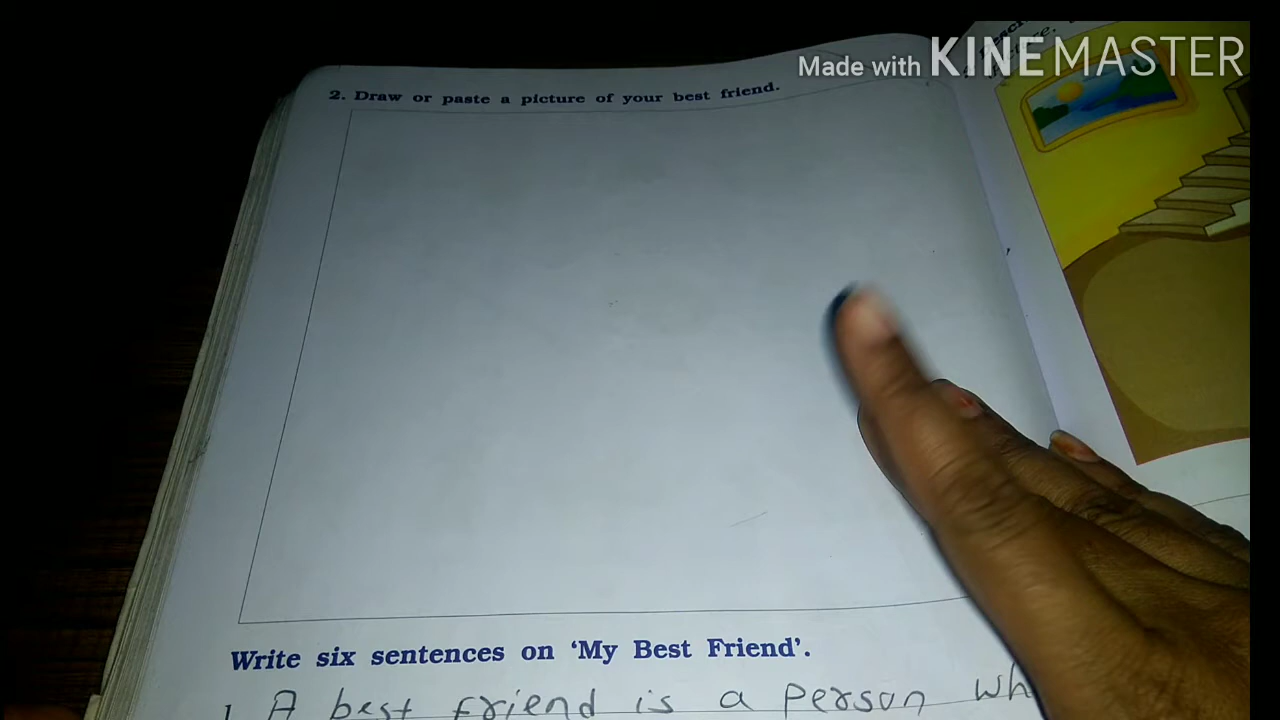 Made with KINEMASTER
2. Draw or paste a picture of your best friend.
Write six sentences on 'My Best Friend'.
1. A best friend is a person